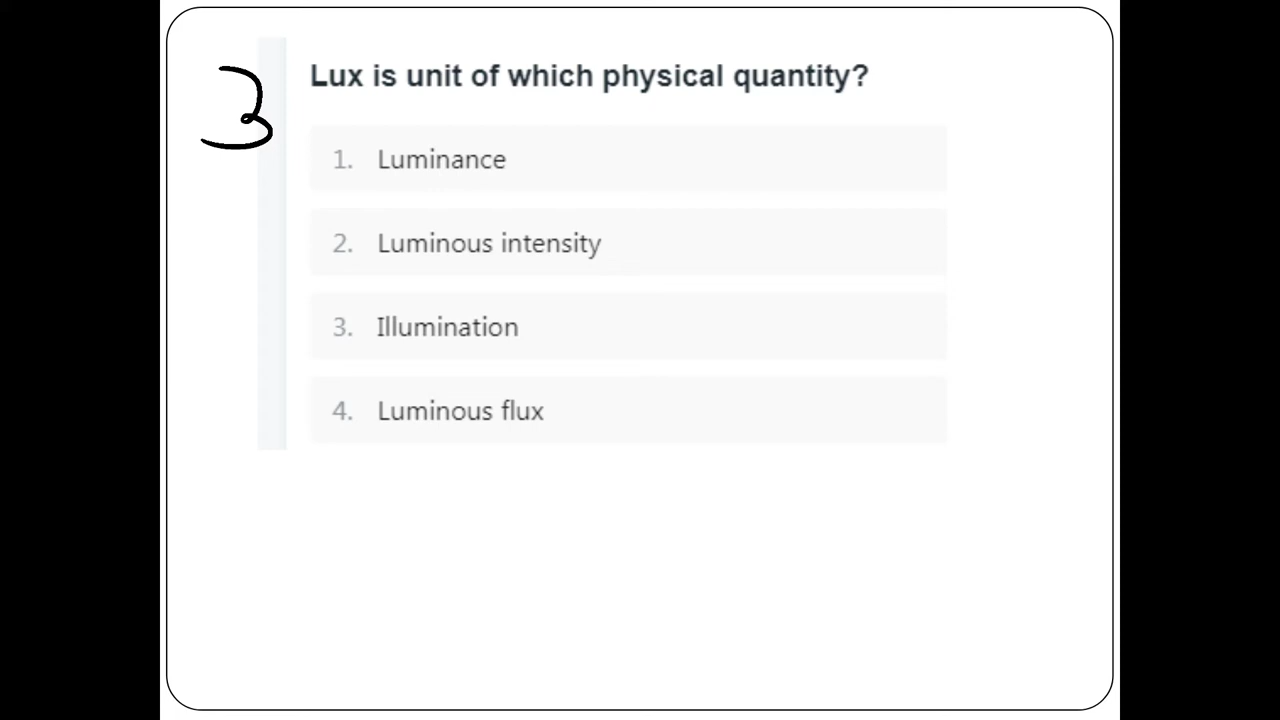 3
Lux is unit of which physical quantity?
1. Luminance
2. Luminous intensity
3. Illumination
4. Luminous flux